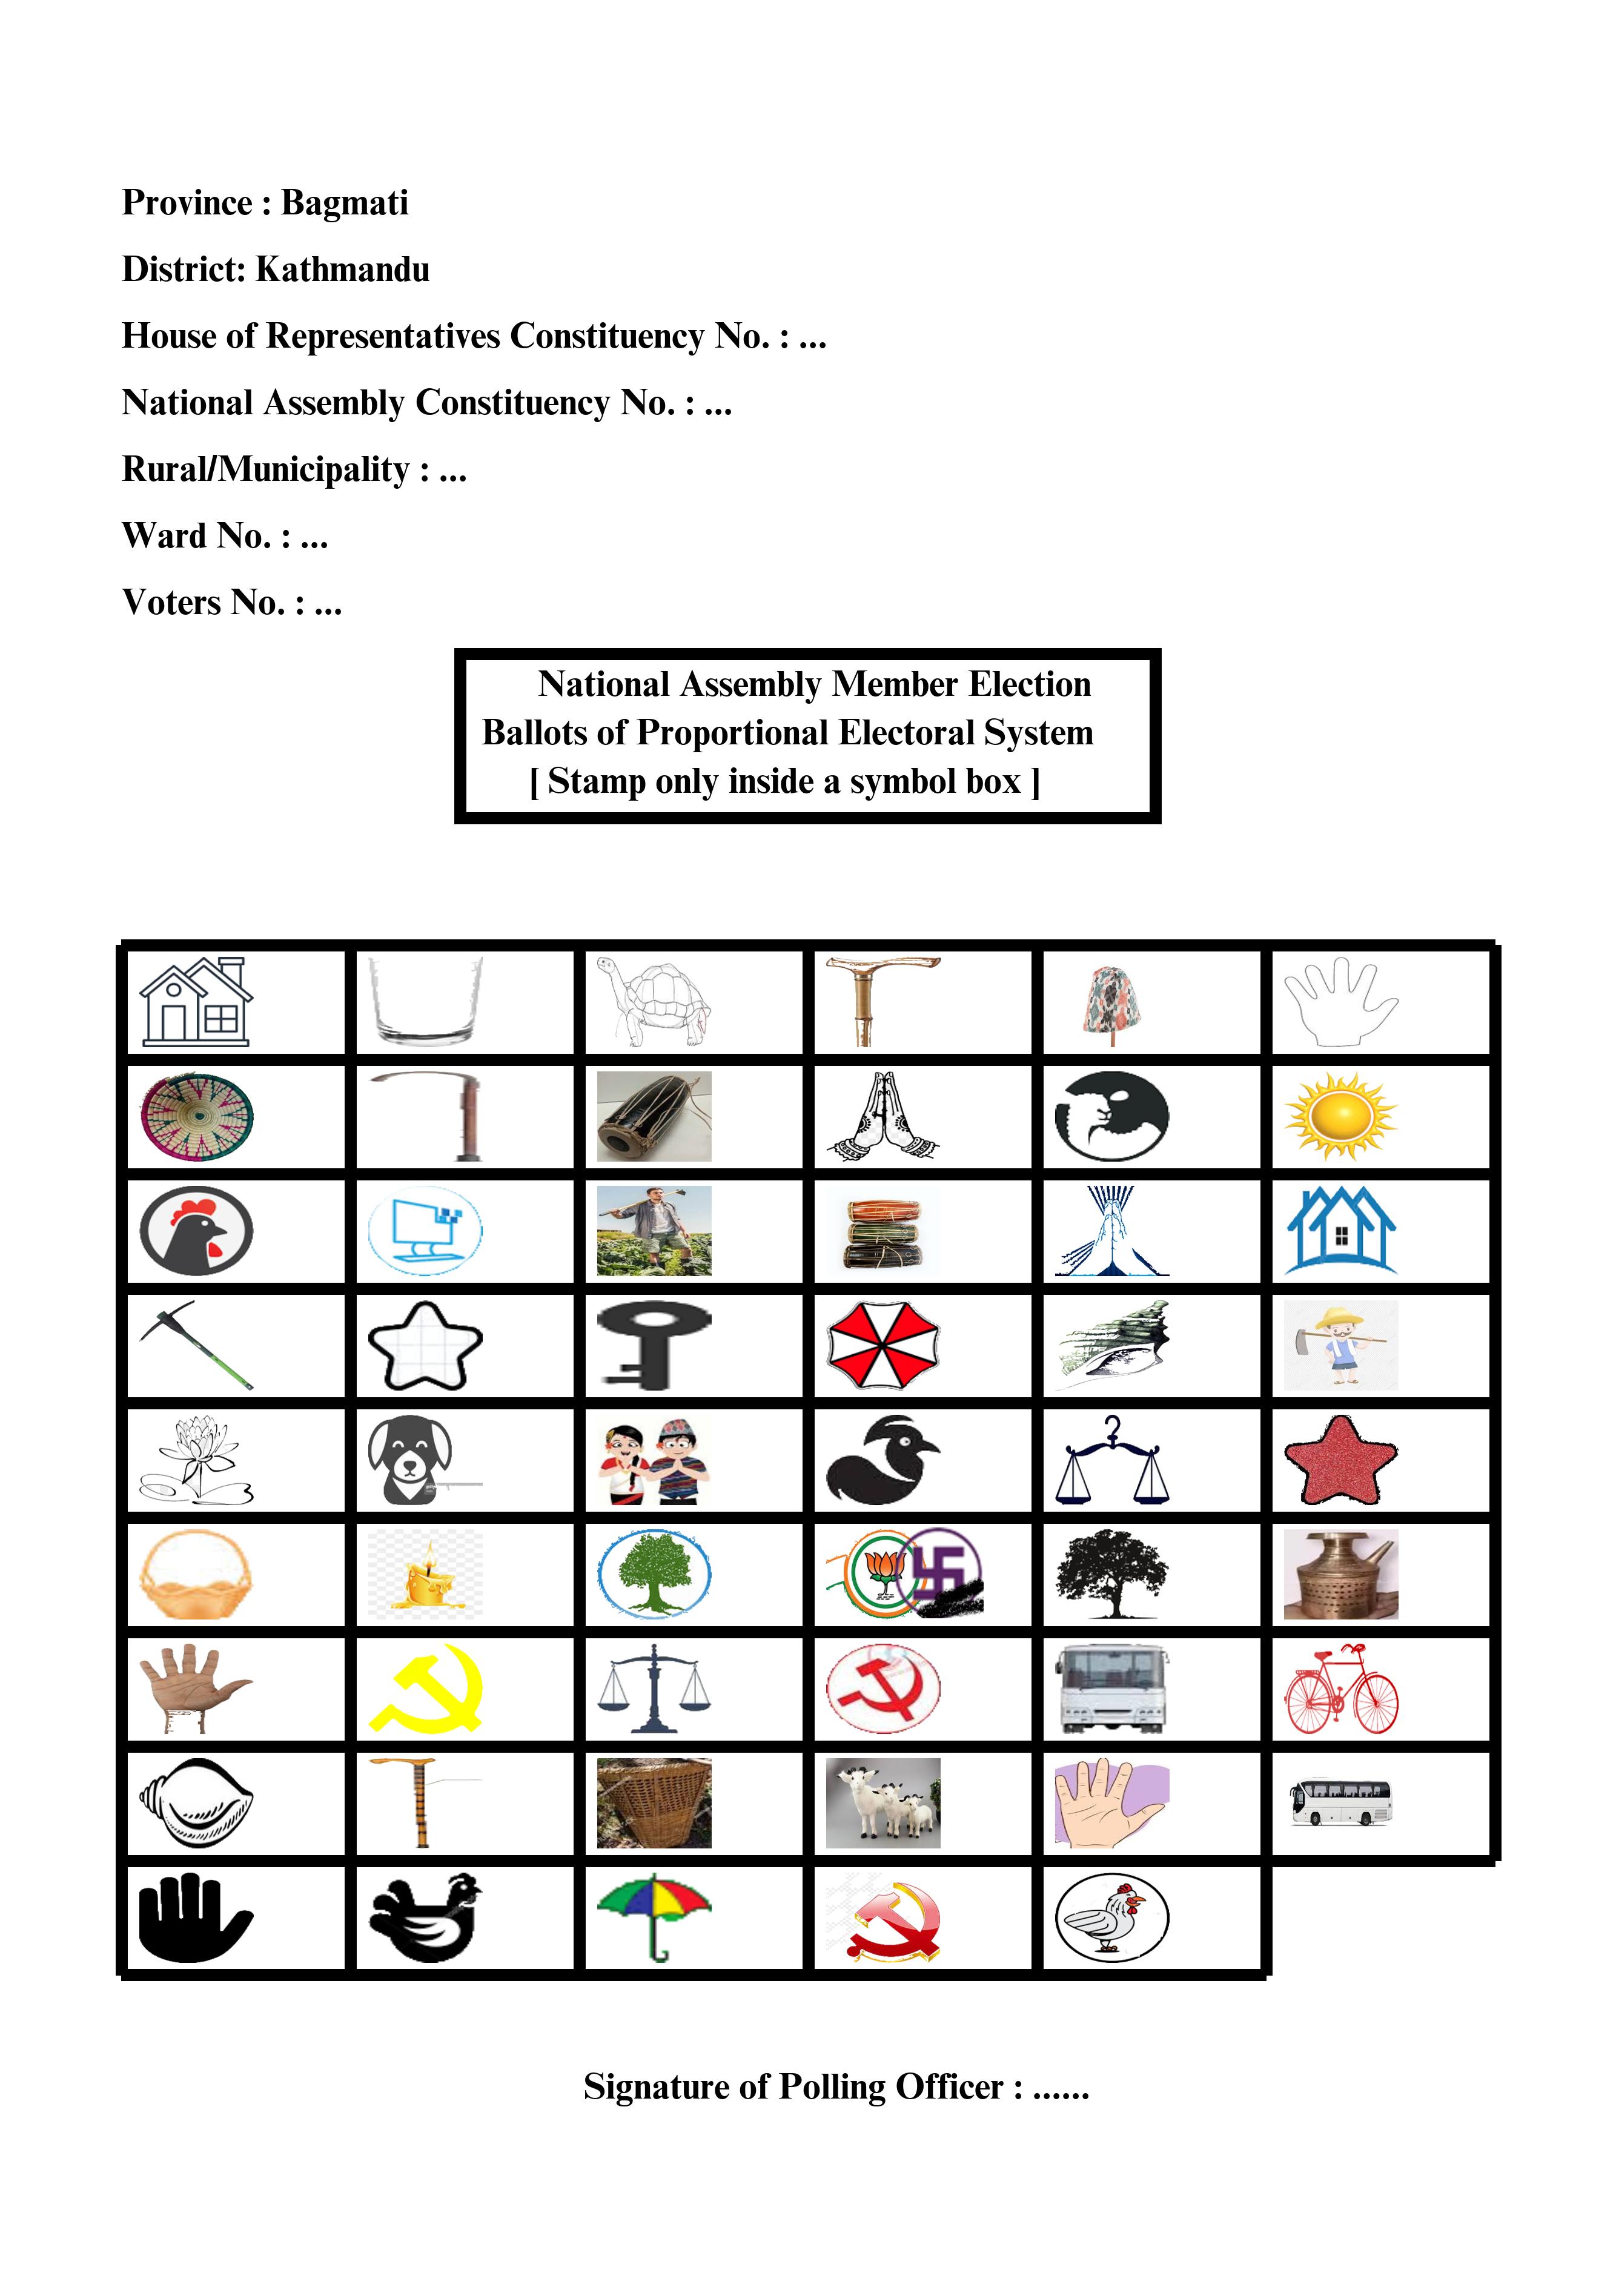 Province : Bagmati
District: Kathmandu
House of Representatives Constituency No. : ...
National Assembly Constituency No. : ...
Rural/Municipality : ...
Ward No. : ...
Voters No. : ...
National Assembly Member Election
Ballots of Proportional Electoral System
[ Stamp only inside a symbol box ]
Signature of Polling Officer : ......